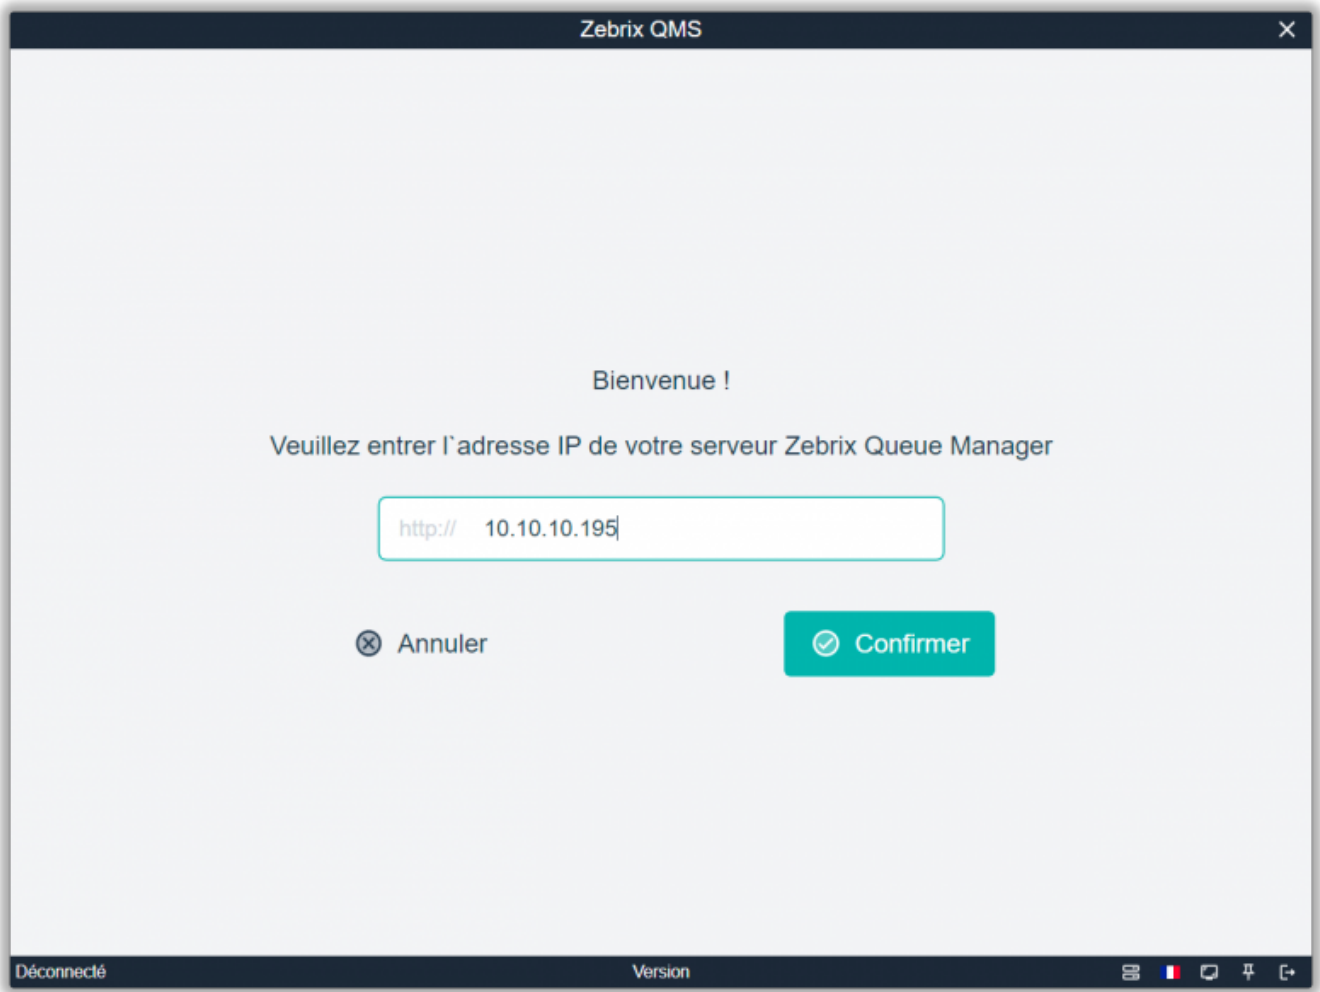 Zebrix QMS
Bienvenue !
Veuillez entrer l`adresse IP de votre serveur Zebrix Queue Manager
http:// 10.10.10.195
Annuler Confirmer
Déconnecté Version